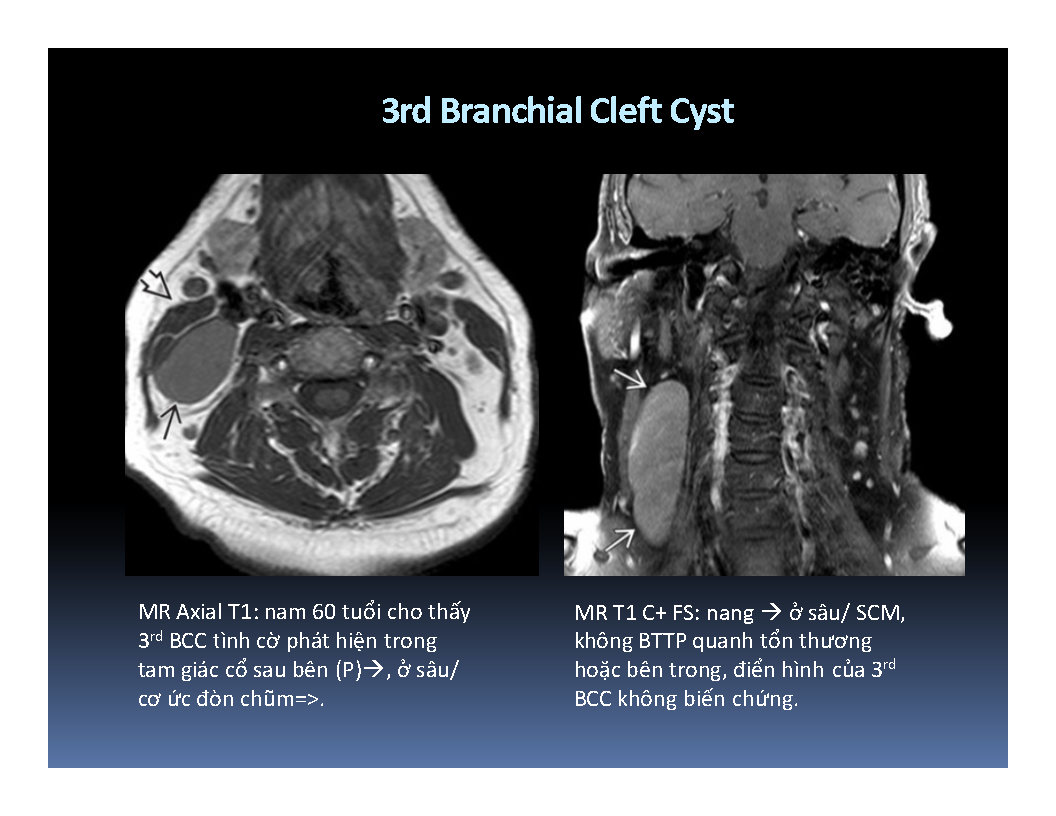 3rd Branchial Cleft Cyst
MR Axial T1: nam 60 tuổi cho thấy
3rd BCC tình cờ phát hiện trong
tam giác cổ sau bên (P)→, ở sâu/
cơ ức đòn chũm=>.
MR T1 C+ FS: nang → ở sâu/ SCM,
không BTTP quanh tổn thương
hoặc bên trong, điển hình của 3rd
BCC không biến chứng.